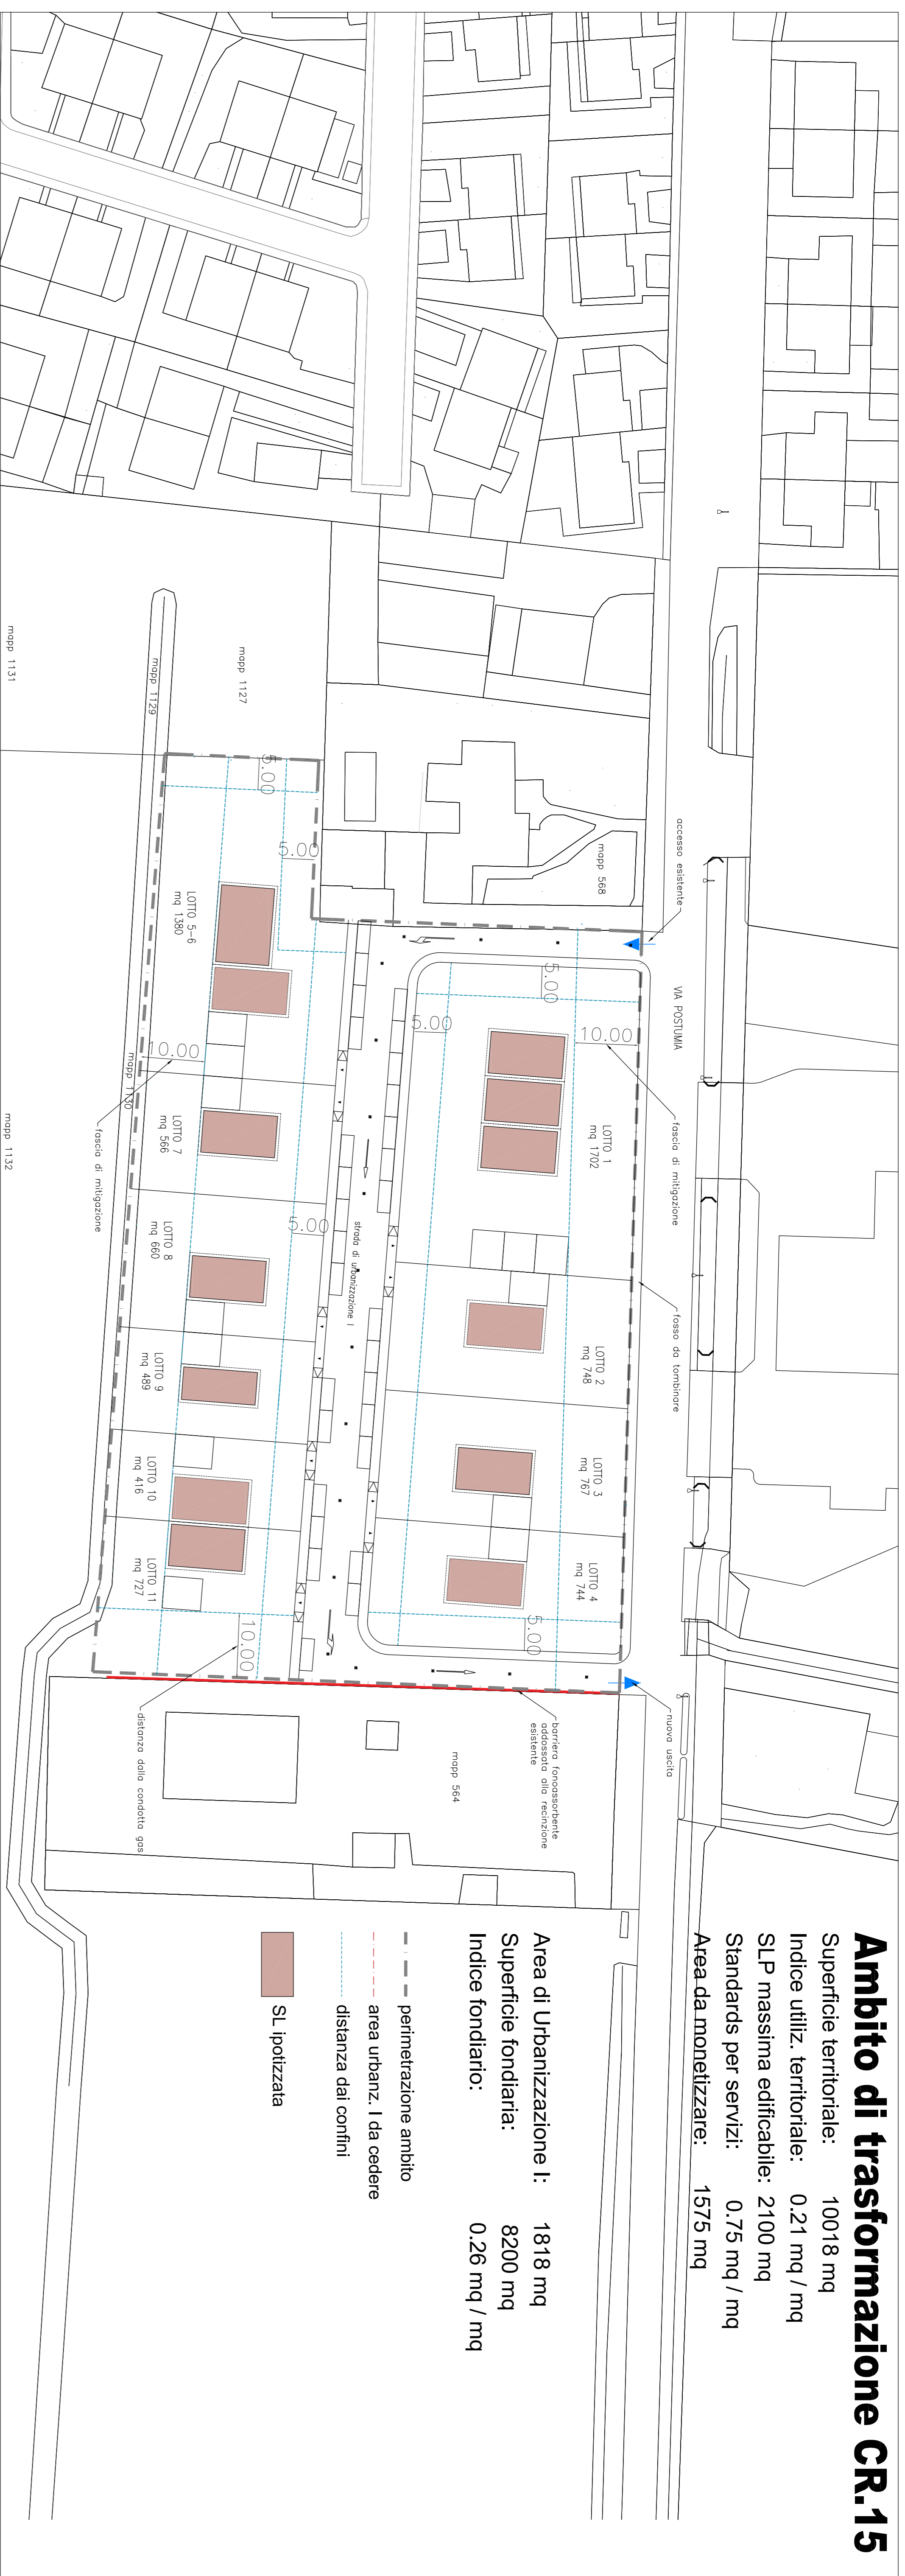 Ambito di trasformazione CR.15
Superficie territoriale: 10018 mq
Indice utiliz. territoriale: 0.21 mq / mq
SLP massima edificabile: 2100 mq
Standards per servizi: 0.75 mq / mq
Area da monetizzare: 1575 mq
Area di Urbanizzazione I: 1818 mq
Superficie fondiaria: 8200 mq
Indice fondiario: 0.26 mq / mq
perimetrazione ambito
area urbanz. I da cedere
distanza dai confini
SL ipotizzata
VIA POSTUMIA
accesso esistente
fascia di mitigazione
fosso da tombinare
nuova uscita
mapp 568
5.00
10.00
5.00
LOTTO 1
mq 1702
LOTTO 2
mq 748
LOTTO 3
mq 767
LOTTO 4
mq 744
5.00
barriera fonoassorbente
addossata alla recinzione
esistente
mapp 564
strada di urbanizzazione I
mapp 1127
5.00
5.00
5.00
10.00
LOTTO 5-6
mq 1380
LOTTO 7
mq 566
LOTTO 8
mq 660
LOTTO 9
mq 489
LOTTO 10
mq 416
LOTTO 11
mq 727
10.00
distanza dalla condotta gas
mapp 1129
mapp 1130
fascia di mitigazione
mapp 1131
mapp 1132